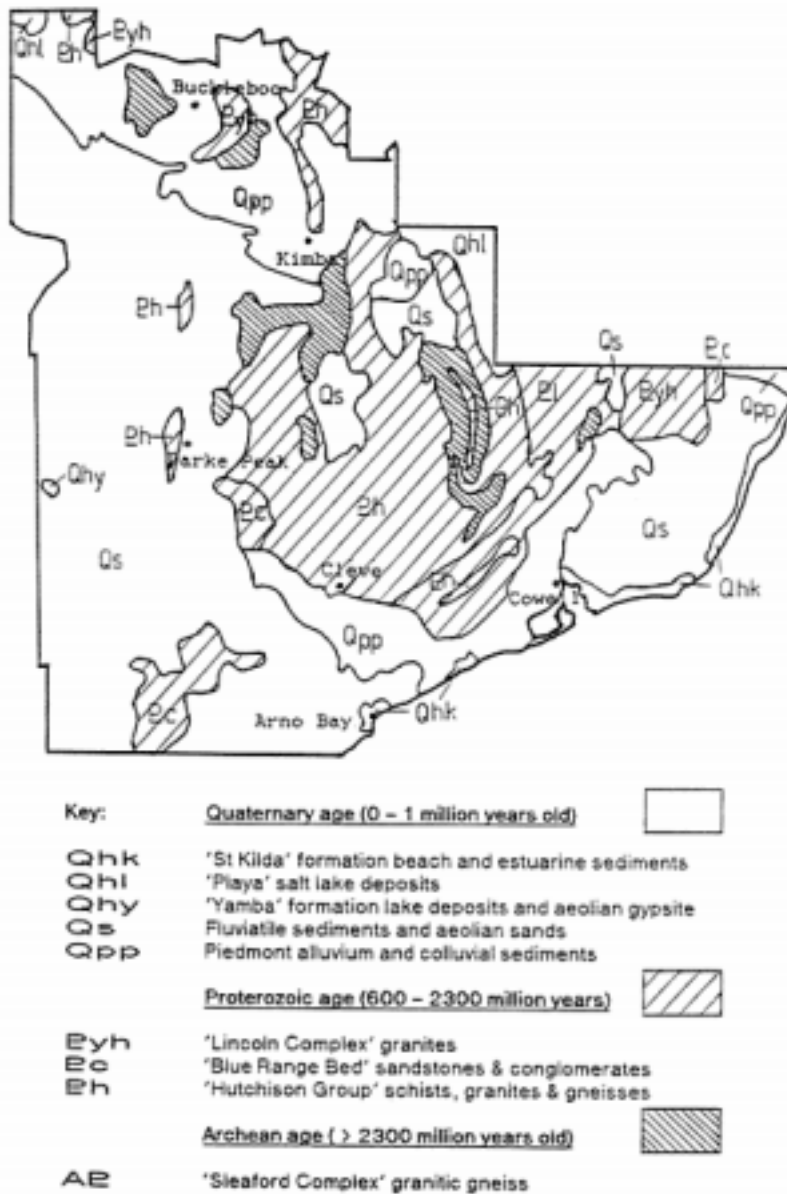 Qhl
Ph
Pyh
Buckleboo
Ph
Qpp
Kimba
Qhl
Qpp
Ph
Qs
Qs
Pc
Qs
Pyh
Qpp
Ph
Qhy
Pc
Ph
Qs
Qs
Cleve
Ph
Cowell
Qhk
Qpp
Pc
Arno Bay
Qhk
Key:
Quaternary age (0 – 1 million years old)
Qhk 'St Kilda' formation beach and estuarine sediments
Qhl 'Playa' salt lake deposits
Qhy 'Yamba' formation lake deposits and aeolian gypsite
Qs Fluviatile sediments and aeolian sands
Qpp Piedmont alluvium and colluvial sediments
Proterozoic age (600 – 2300 million years)
Pyh 'Lincoln Complex' granites
Pc 'Blue Range Bed' sandstones & conglomerates
Ph 'Hutchison Group' schists, granites & gneisses
Archean age ( > 2300 million years old)
AP 'Sleaford Complex' granitic gneiss